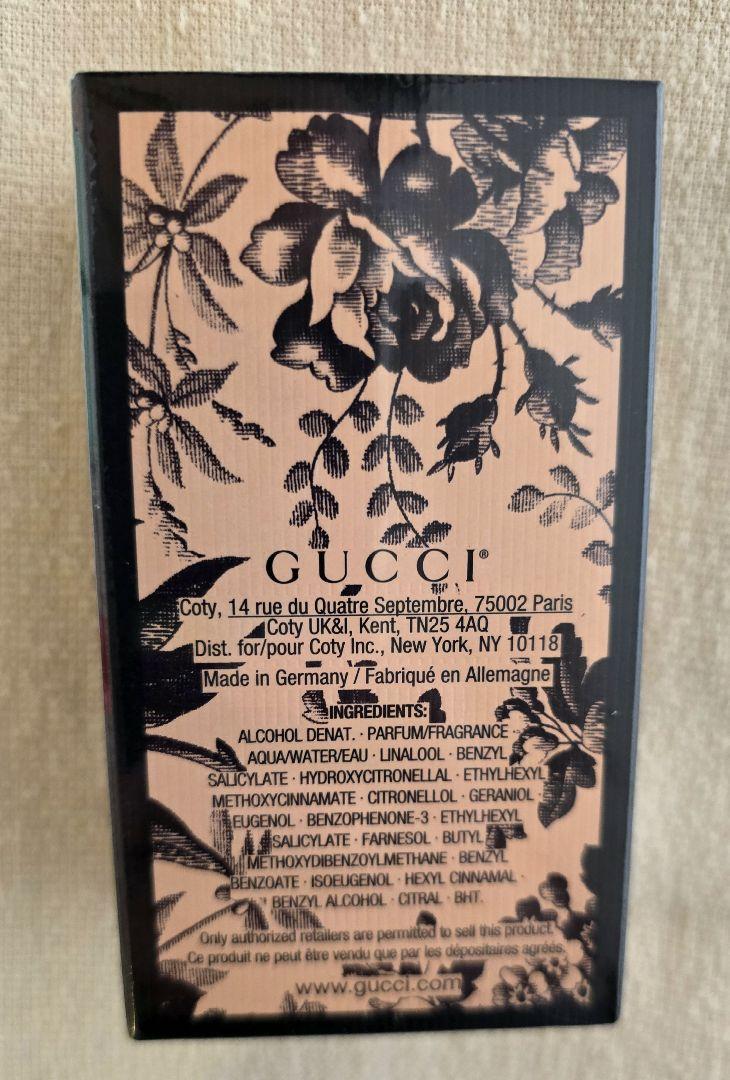 GUCCI®
Coty, 14 rue du Quatre Septembre, 75002 Paris
Coty UK&I, Kent, TN25 4AQ
Dist. for/pour Coty Inc., New York, NY 10118
Made in Germany / Fabriqué en Allemagne
INGREDIENTS:
ALCOHOL DENAT. · PARFUM/FRAGRANCE ·
AQUA/WATER/EAU · LINALOOL · BENZYL
SALICYLATE · HYDROXYCITRONELLAL · ETHYLHEXYL
METHOXYCINNAMATE · CITRONELLOL · GERANIOL ·
EUGENOL · BENZOPHENONE-3 · ETHYLHEXYL
SALICYLATE · FARNESOL · BUTYL
METHOXYDIBENZOYLMETHANE · BENZYL
BENZOATE · ISOEUGENOL · HEXYL CINNAMAL ·
BENZYL ALCOHOL · CITRAL · BHT.
Only authorized retailers are permitted to sell this product.
Ce produit ne peut être vendu que par les dépositaires agréés.
www.gucci.com